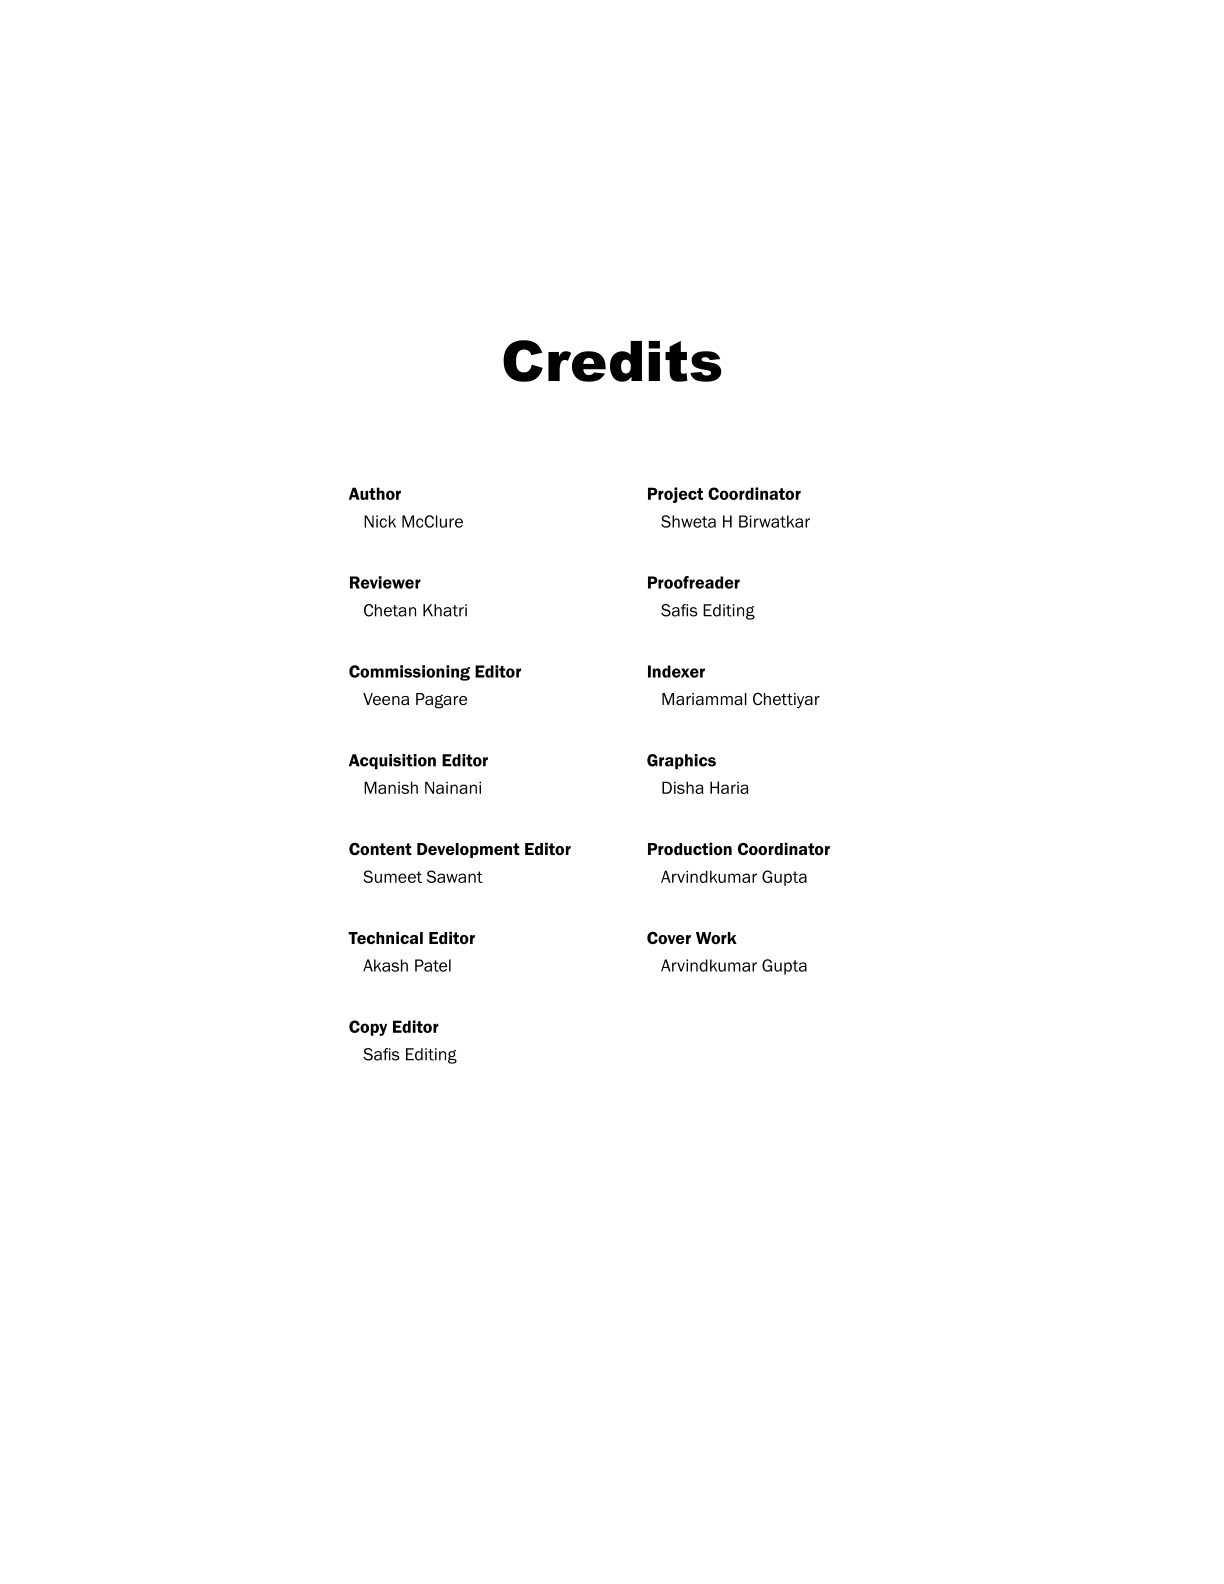 Credits
Author
Nick McClure
Reviewer
Chetan Khatri
Commissioning Editor
Veena Pagare
Acquisition Editor
Manish Nainani
Content Development Editor
Sumeet Sawant
Technical Editor
Akash Patel
Copy Editor
Safis Editing
Project Coordinator
Shweta H Birwatkar
Proofreader
Safis Editing
Indexer
Mariammal Chettiyar
Graphics
Disha Haria
Production Coordinator
Arvindkumar Gupta
Cover Work
Arvindkumar Gupta